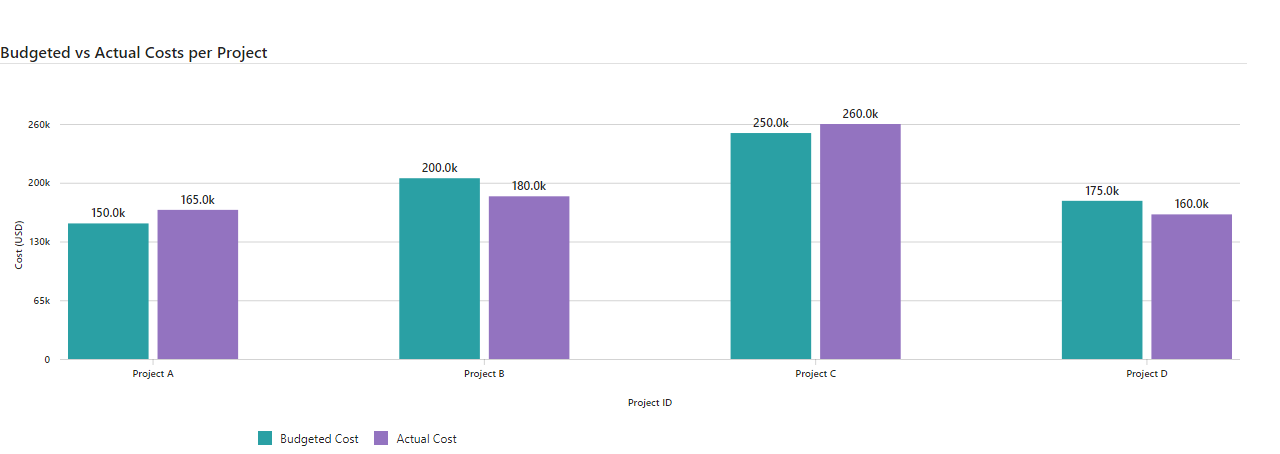 Budgeted vs Actual Costs per Project
250.0k 260.0k
260k
200.0k
180.0k 175.0k
200k
150.0k 165.0k 160.0k
Cost (USD)
130k
65k
0
Project A Project B Project C Project D
Project ID
Budgeted Cost Actual Cost